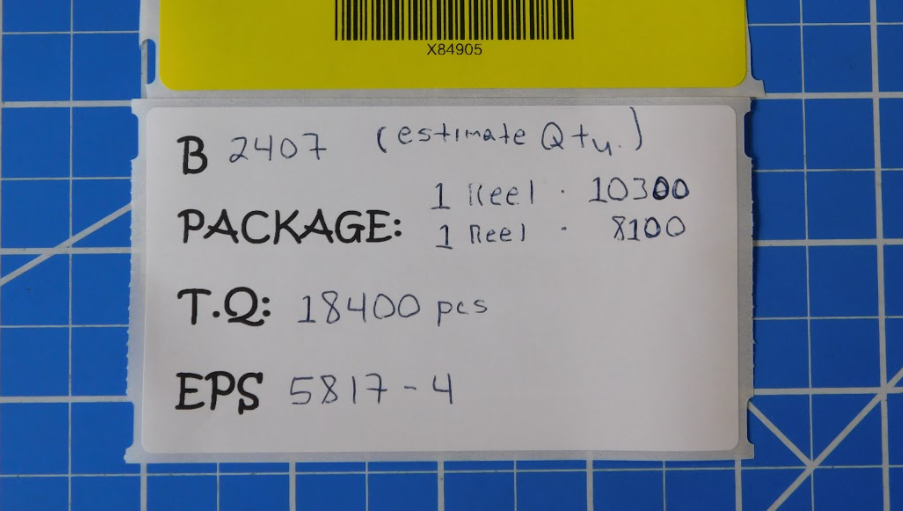 X84905
B 2407 (estimate Qty.)
PACKAGE: 1 Reel · 10300
1 Reel · 8100
T.Q: 18400 pcs
EPS 5817-4